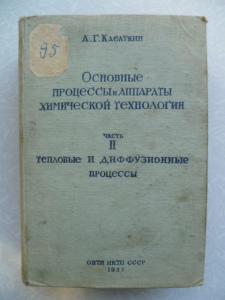 95
А.Г. Касаткин
Основные
процессы и аппараты
химической технологии
часть
II
тепловые и диффузионные
процессы
ОНТИ НКТП СССР